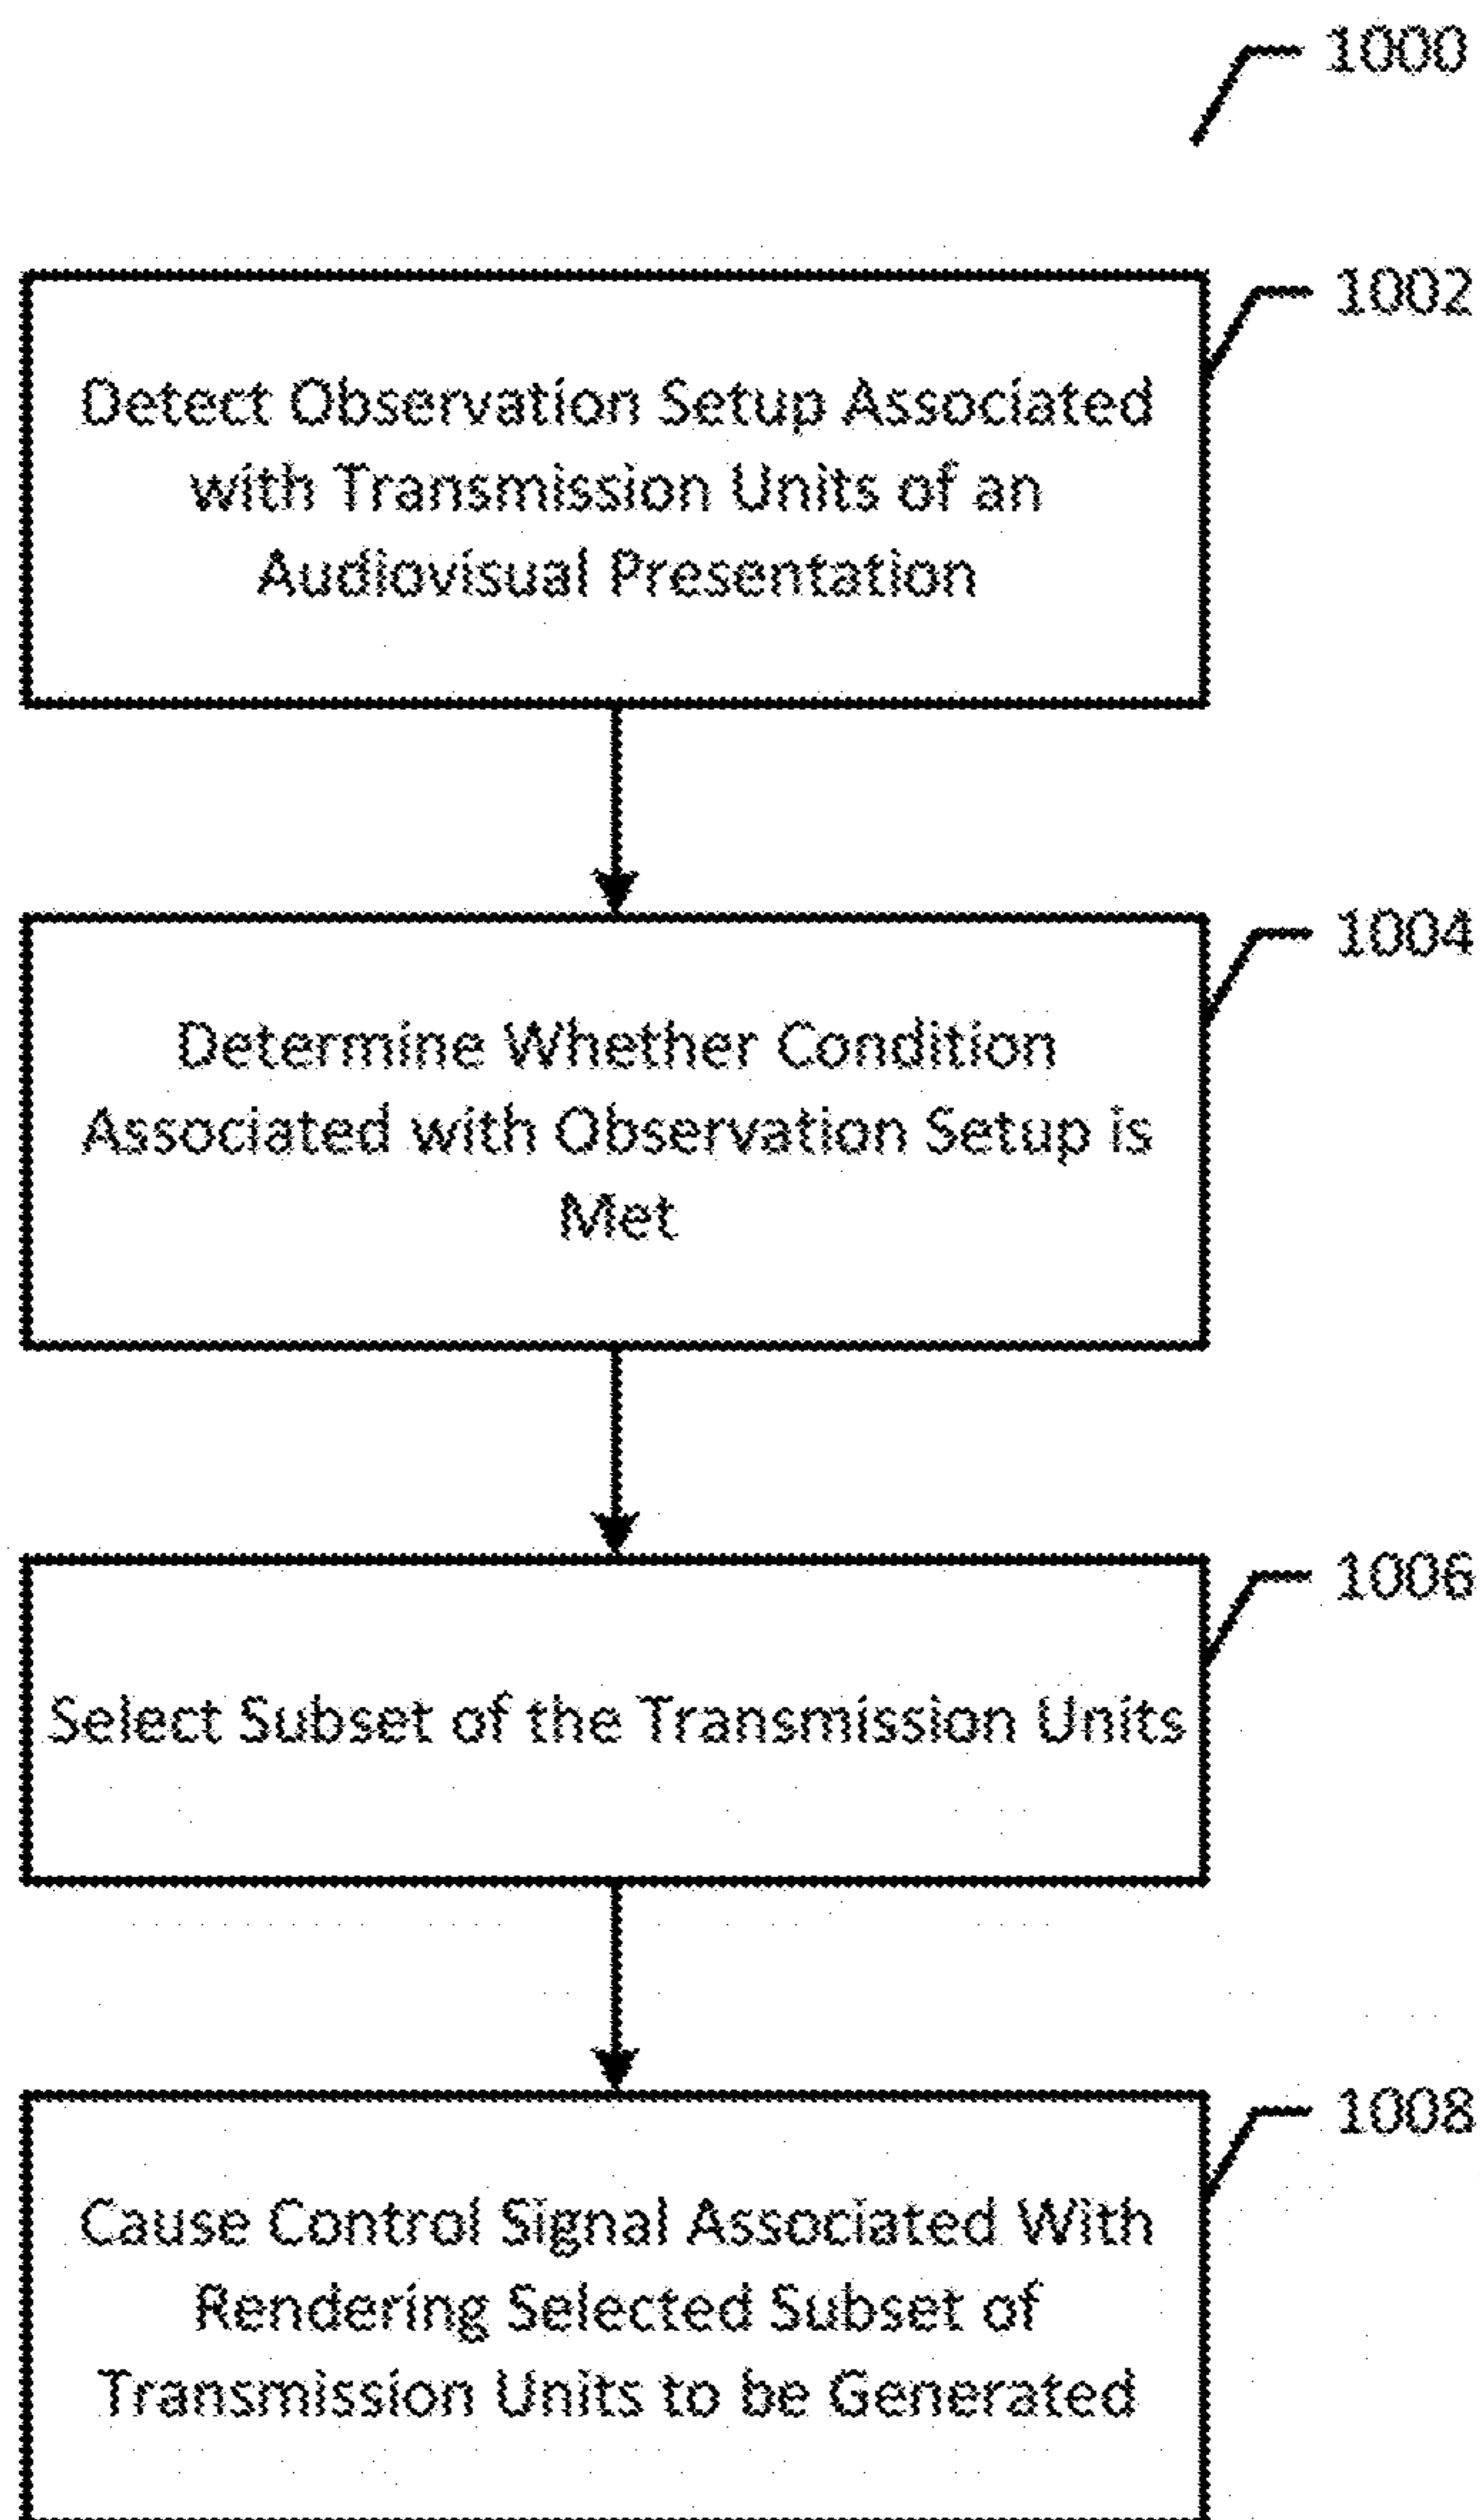 1000
1002
Detect Observation Setup Associated
with Transmission Units of an
Audiovisual Presentation
1004
Determine Whether Condition
Associated with Observation Setup is
Met
1006
Select Subset of the Transmission Units
1008
Cause Control Signal Associated With
Rendering Selected Subset of
Transmission Units to be Generated